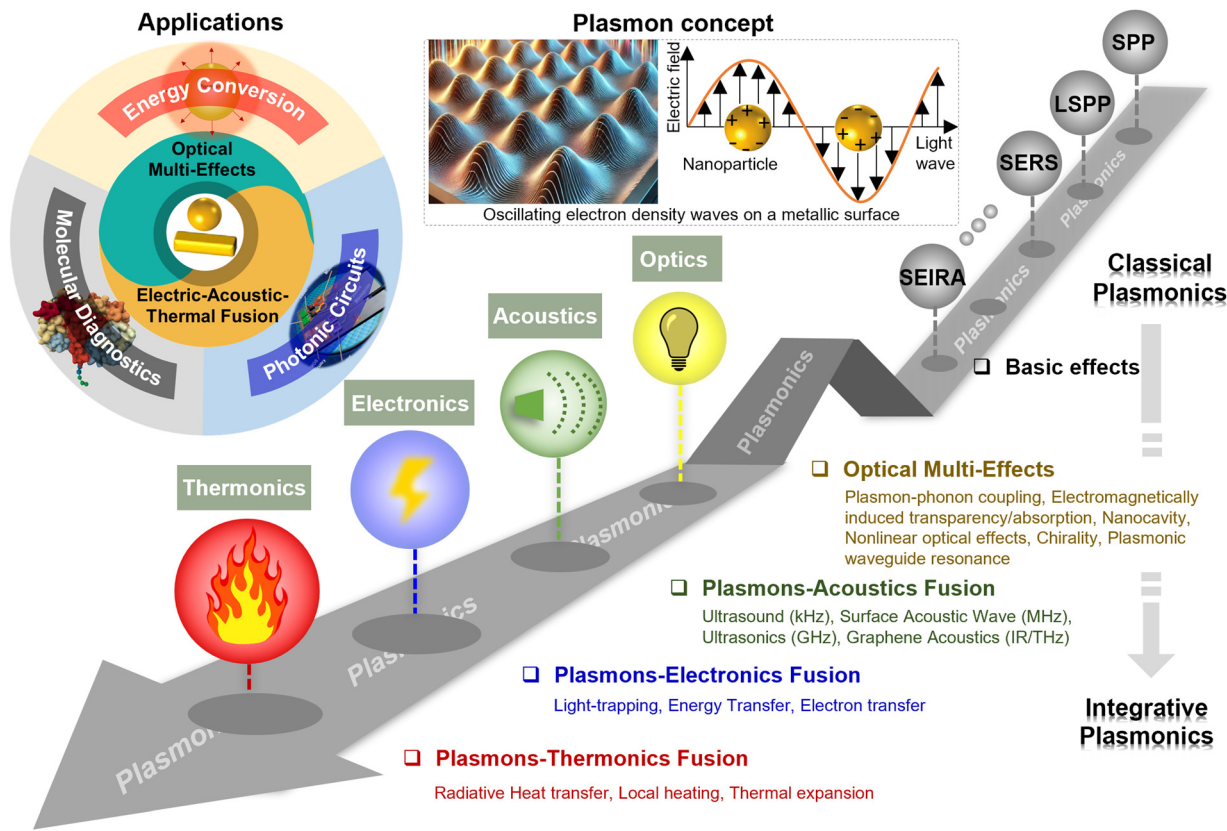 Applications
Energy Conversion
Optical
Multi-Effects
Molecular Diagnostics
Electric-Acoustic-
Thermal Fusion
Photonic Circuits
Plasmon concept
Electric field
+ + + + +
- - - -
- - - -
+ + + + +
Nanoparticle
Light
wave
Oscillating electron density waves on a metallic surface
SPP
LSPP
SERS
SEIRA
Plasmonics
Plasmonics
Plasmonics
Plasmonics
Plasmonics
Plasmonics
Plasmonics
Classical
Plasmonics
❑ Basic effects
Optics
Acoustics
Electronics
Thermonics
❑ Optical Multi-Effects
Plasmon-phonon coupling, Electromagnetically
induced transparency/absorption, Nanocavity,
Nonlinear optical effects, Chirality, Plasmonic
waveguide resonance
❑ Plasmons-Acoustics Fusion
Ultrasound (kHz), Surface Acoustic Wave (MHz),
Ultrasonics (GHz), Graphene Acoustics (IR/THz)
❑ Plasmons-Electronics Fusion
Light-trapping, Energy Transfer, Electron transfer
❑ Plasmons-Thermonics Fusion
Radiative Heat transfer, Local heating, Thermal expansion
Integrative
Plasmonics